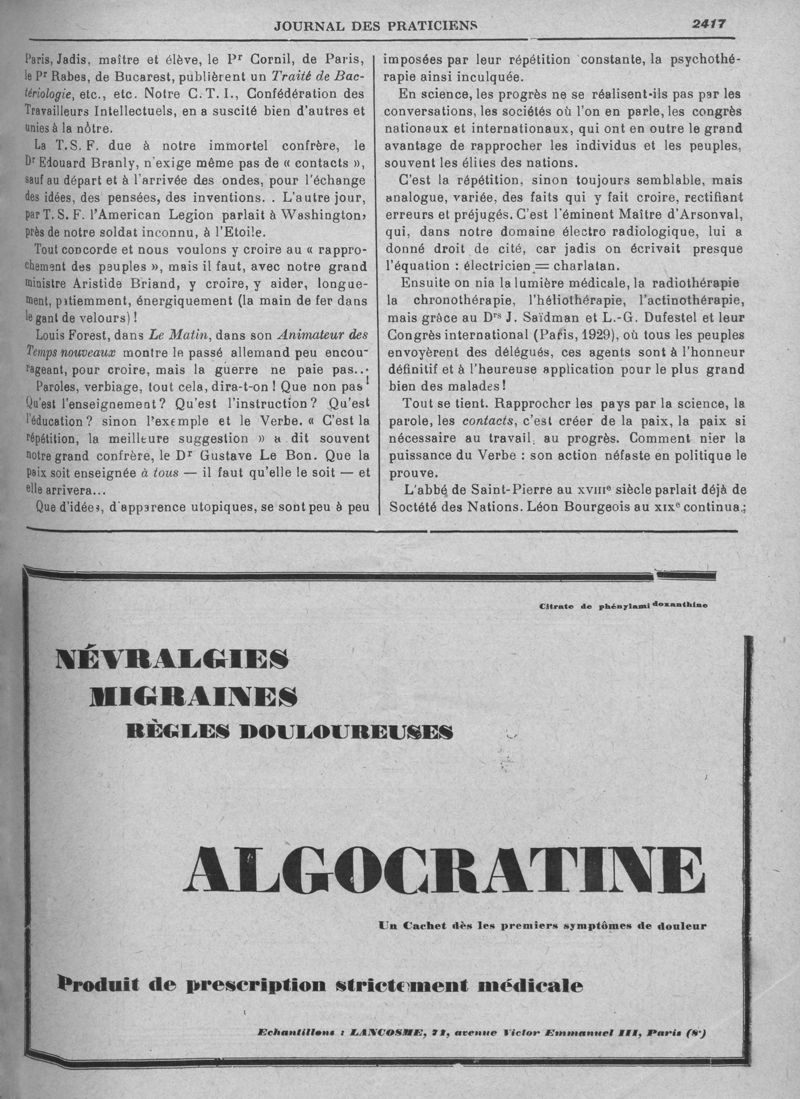 JOURNAL DES PRATICIENS 2417
Paris, Jadis, maître et élève, le Pr Cornil, de Paris,
le Pr Rabes, de Bucarest, publièrent un Traité de Bac-
tériologie, etc., etc. Notre C. T. I., Confédération des
Travailleurs Intellectuels, en a suscité bien d'autres et
unies à la nôtre.
La T. S. F. due à notre immortel confrère, le
Dr Edouard Branly, n'exige même pas de « contacts »,
sauf au départ et à l'arrivée des ondes, pour l'échange
des idées, des pensées, des inventions. . L'autre jour,
par T. S. F. l'American Legion parlait à Washington,
près de notre soldat inconnu, à l'Etoile.
Tout concorde et nous voulons y croire au « rappro-
chement des peuples », mais il faut, avec notre grand
ministre Aristide Briand, y croire, y aider, longue-
ment, patiemment, énergiquement (la main de fer dans
le gant de velours) !
Louis Forest, dans Le Matin, dans son Animateur des
Temps nouveaux montre le passé allemand peu encou-
rageant, pour croire, mais la guerre ne paie pas...
Paroles, verbiage, tout cela, dira-t-on ! Que non pas !
Qu'est l'enseignement ? Qu'est l'instruction ? Qu'est
l'éducation ? sinon l'exemple et le Verbe. « C'est la
répétition, la meilleure suggestion » a dit souvent
notre grand confrère, le Dr Gustave Le Bon. Que la
paix soit enseignée à tous — il faut qu'elle le soit — et
elle arrivera...
Que d'idées, d'apparence utopiques, se sont peu à peu
imposées par leur répétition constante, la psychothé-
rapie ainsi inculquée.
En science, les progrès ne se réalisent-ils pas par les
conversations, les sociétés où l'on en parle, les congrès
nationaux et internationaux, qui ont en outre le grand
avantage de rapprocher les individus et les peuples,
souvent les élites des nations.
C'est la répétition, sinon toujours semblable, mais
analogue, variée, des faits qui y fait croire, rectifiant
erreurs et préjugés. C'est l'éminent Maître d'Arsonval,
qui, dans notre domaine électro radiologique, lui a
donné droit de cité, car jadis on écrivait presque
l'équation : électricien = charlatan.
Ensuite on nia la lumière médicale, la radiothérapie
la chronothérapie, l'héliothérapie, l'actinothérapie,
mais grâce au Drs J. Saïdman et L.-G. Dufestel et leur
Congrès international (Paris, 1929), où tous les peuples
envoyèrent des délégués, ces agents sont à l'honneur
définitif et à l'heureuse application pour le plus grand
bien des malades !
Tout se tient. Rapprocher les pays par la science, la
parole, les contacts, c'est créer de la paix, la paix si
nécessaire au travail, au progrès. Comment nier la
puissance du Verbe : son action néfaste en politique le
prouve.
L'abbé de Saint-Pierre au XVIIIe siècle parlait déjà de
Soctété des Nations. Léon Bourgeois au XIXe continua ;
Citrate de phénylamidoxanthine
NÉVRALGIES
MIGRAINES
RÈGLES DOULOUREUSES
ALGOCRATINE
Un Cachet dès les premiers symptômes de douleur
Produit de prescription strictement médicale
Echantillons : LANCOSME, 71, avenue Victor Emmanuel III, Paris (8e)